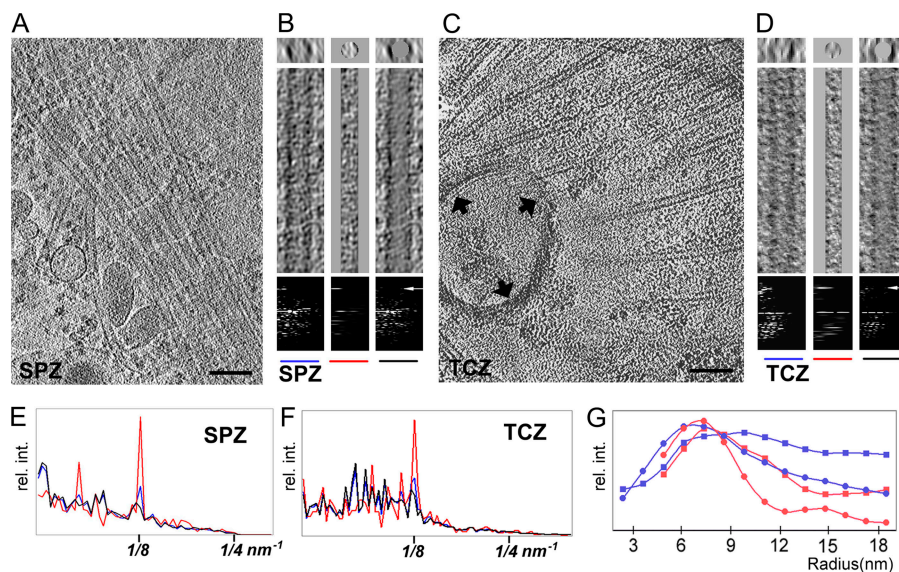 A
B
C
D
SPZ
SPZ
TCZ
TCZ
E
SPZ
rel. int.
1/8
1/4 nm⁻¹
F
TCZ
rel. int.
1/8
1/4 nm⁻¹
G
rel. int.
3 6 9 12 15 18
Radius(nm)